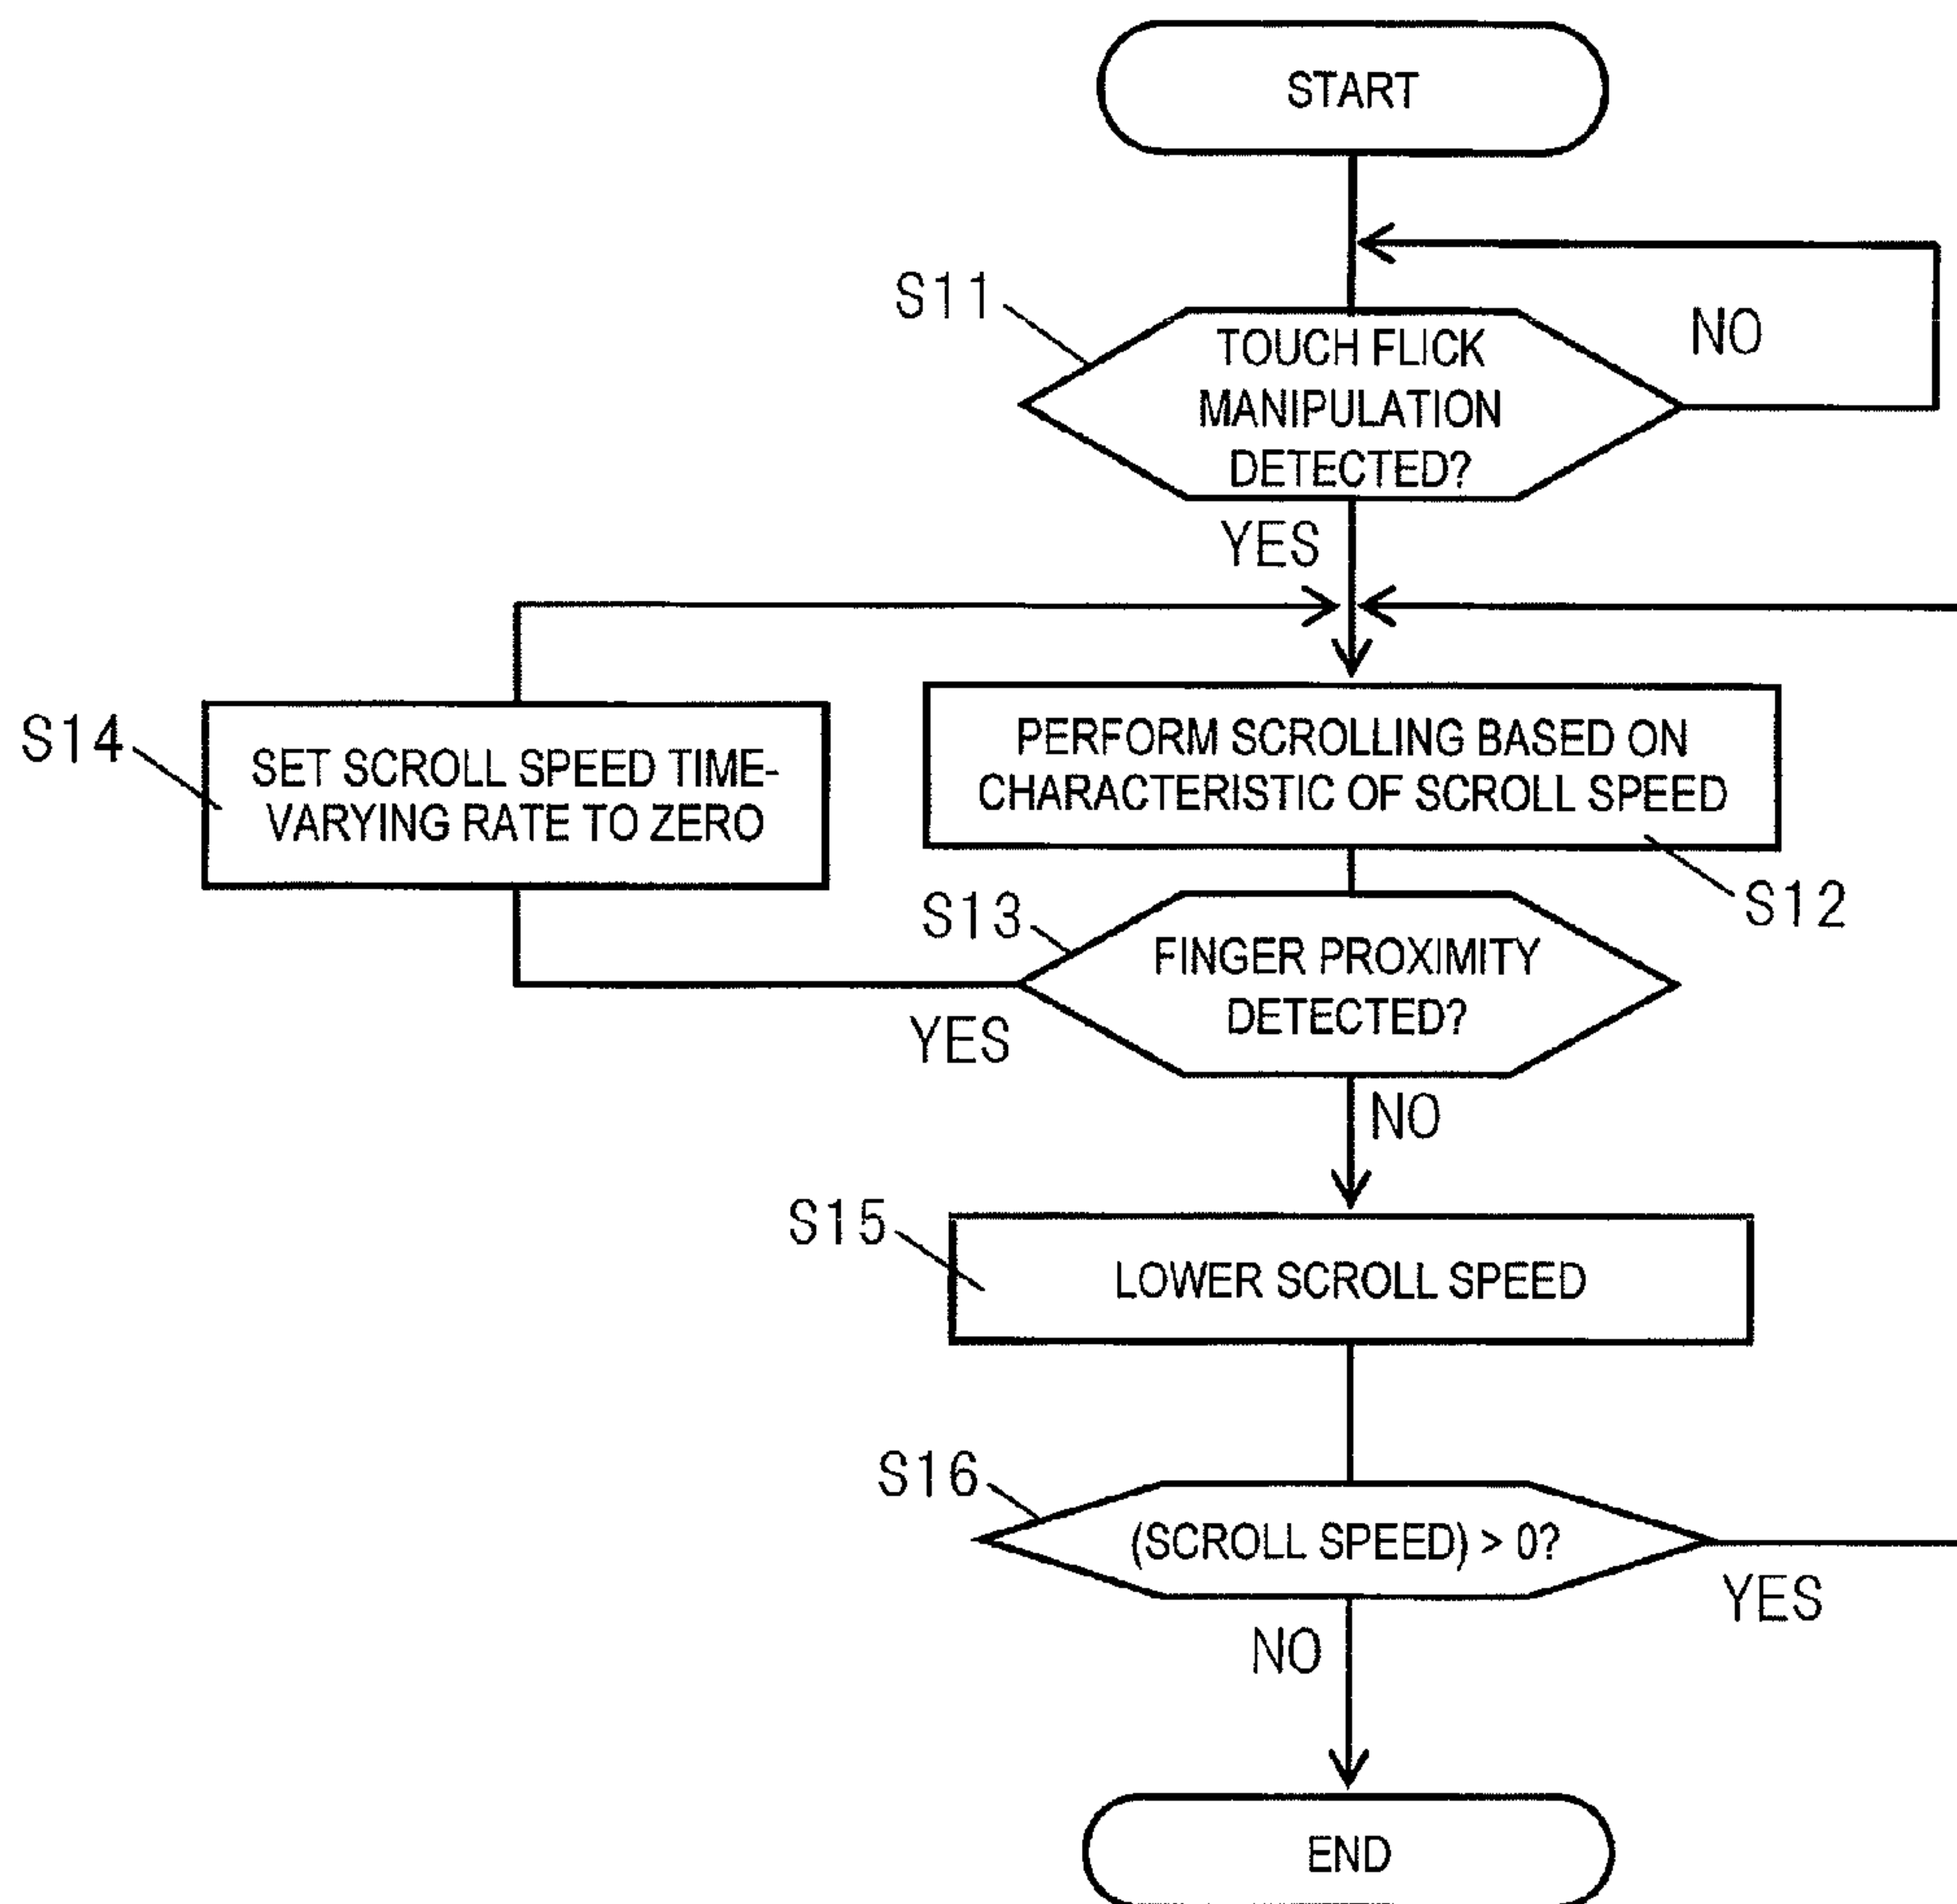 START
S11
TOUCH FLICK
MANIPULATION
DETECTED?
NO
YES
S14
SET SCROLL SPEED TIME-
VARYING RATE TO ZERO
PERFORM SCROLLING BASED ON
CHARACTERISTIC OF SCROLL SPEED
S12
S13
FINGER PROXIMITY
DETECTED?
YES
NO
S15
LOWER SCROLL SPEED
S16
(SCROLL SPEED) > 0?
YES
NO
END